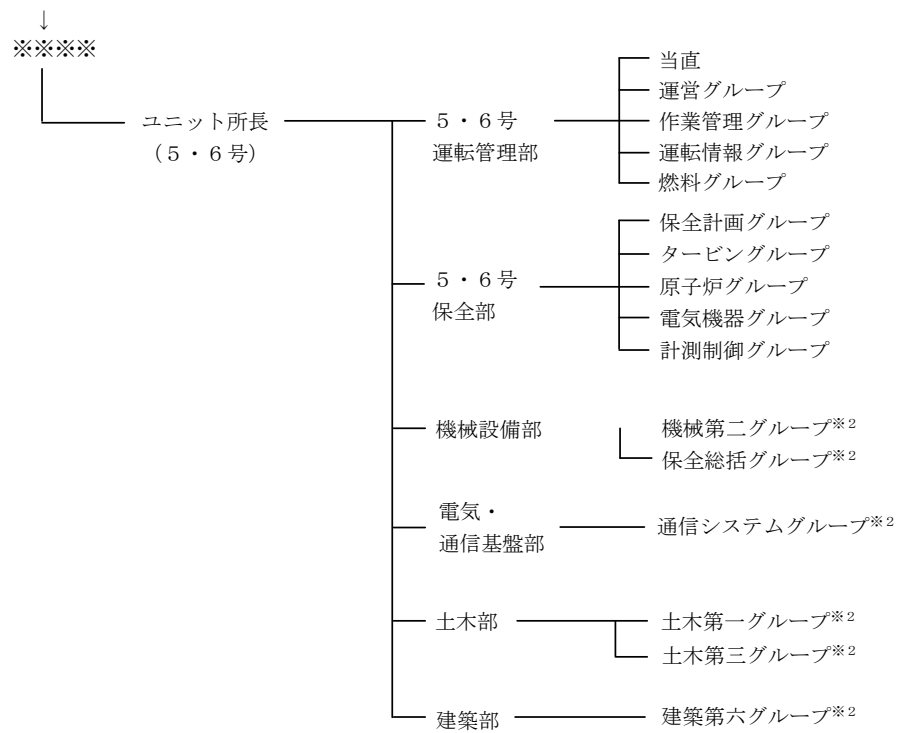 ↓
※※※※
ユニット所長
（５・６号）
５・６号
運転管理部
当直
運営グループ
作業管理グループ
運転情報グループ
燃料グループ
５・６号
保全部
保全計画グループ
タービングループ
原子炉グループ
電気機器グループ
計測制御グループ
機械設備部
機械第二グループ※２
保全総括グループ※２
電気・
通信基盤部
通信システムグループ※２
土木部
土木第一グループ※２
土木第三グループ※２
建築部
建築第六グループ※２